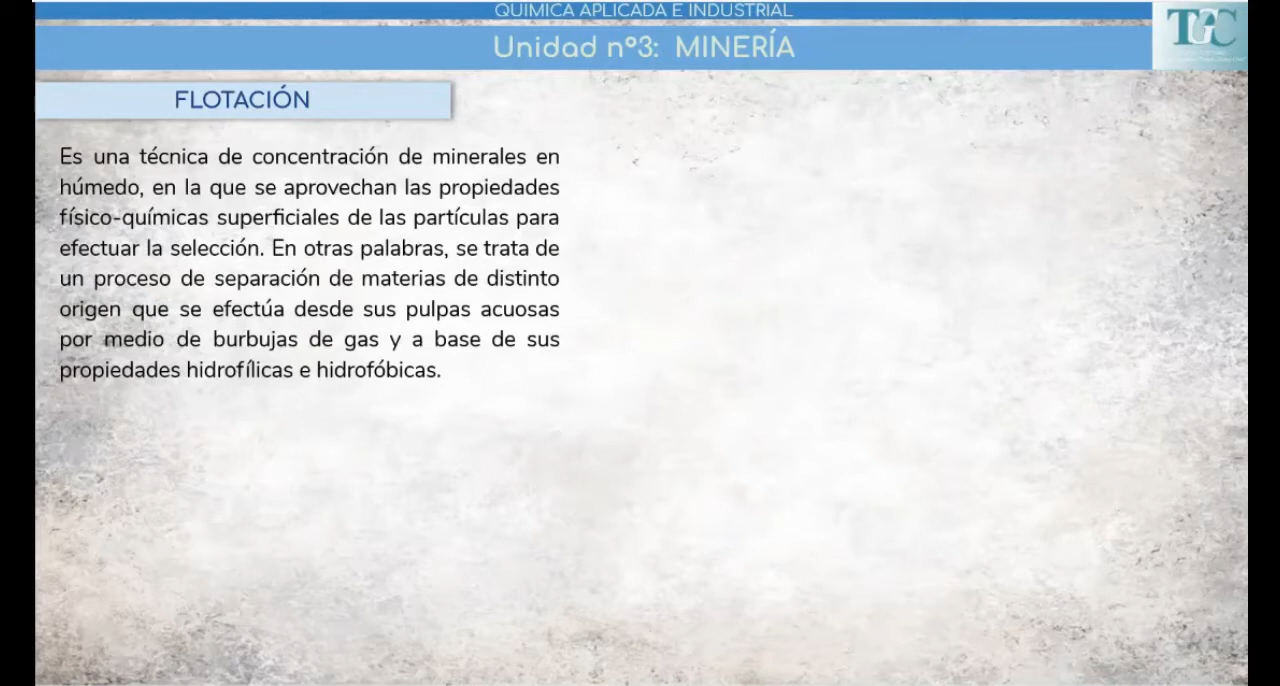 QUIMICA APLICADA E INDUSTRIAL
Unidad nº3: MINERÍA
TGC
FLOTACIÓN
Es una técnica de concentración de minerales en
húmedo, en la que se aprovechan las propiedades
físico-químicas superficiales de las partículas para
efectuar la selección. En otras palabras, se trata de
un proceso de separación de materias de distinto
origen que se efectúa desde sus pulpas acuosas
por medio de burbujas de gas y a base de sus
propiedades hidrofílicas e hidrofóbicas.